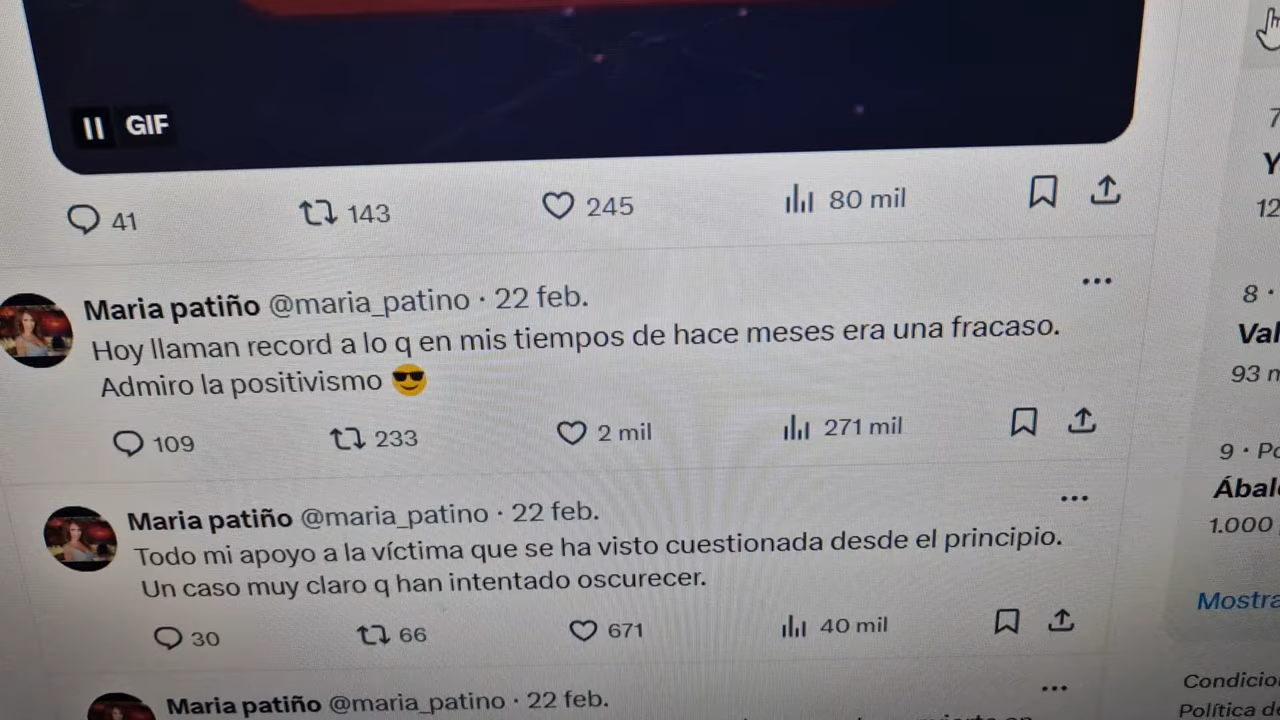 GIF
41 143 245 80 mil
Maria patiño @maria_patino · 22 feb.
Hoy llaman record a lo q en mis tiempos de hace meses era una fracaso.
Admiro la positivismo 😎
109 233 2 mil 271 mil
Maria patiño @maria_patino · 22 feb.
Todo mi apoyo a la víctima que se ha visto cuestionada desde el principio.
Un caso muy claro q han intentado oscurecer.
30 66 671 40 mil
Maria patiño @maria_patino · 22 feb.
7
Y
12
8 ·
Val
93 m
9 · Po
Ábal
1.000
Mostra
Condicio
Política d